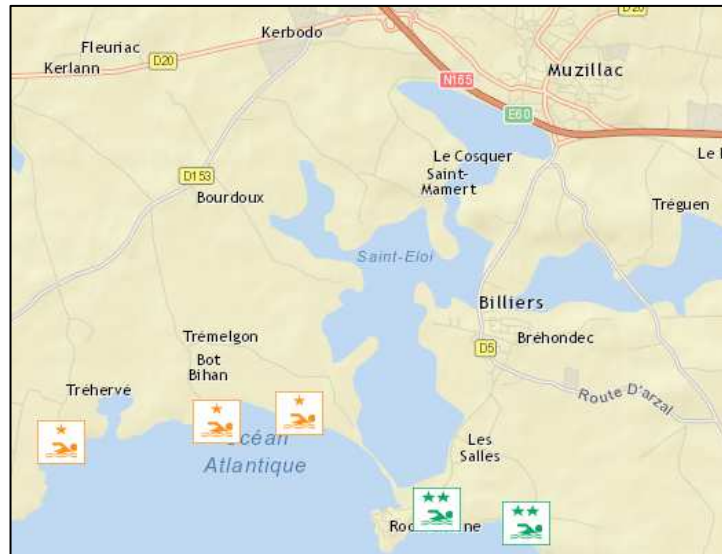 D20
Kerbodo
Fleuriac
D20
Kerlann
Muzillac
N165
E60
Le Cosquer
Saint-
Mamert
D153
Bourdoux
Tréguen
Saint-Eloi
Billiers
Trémelgon
Bréhondec
D5
Bot
Bihan
Tréhervé
Route D'arzal
Océan
Atlantique
Les
Salles